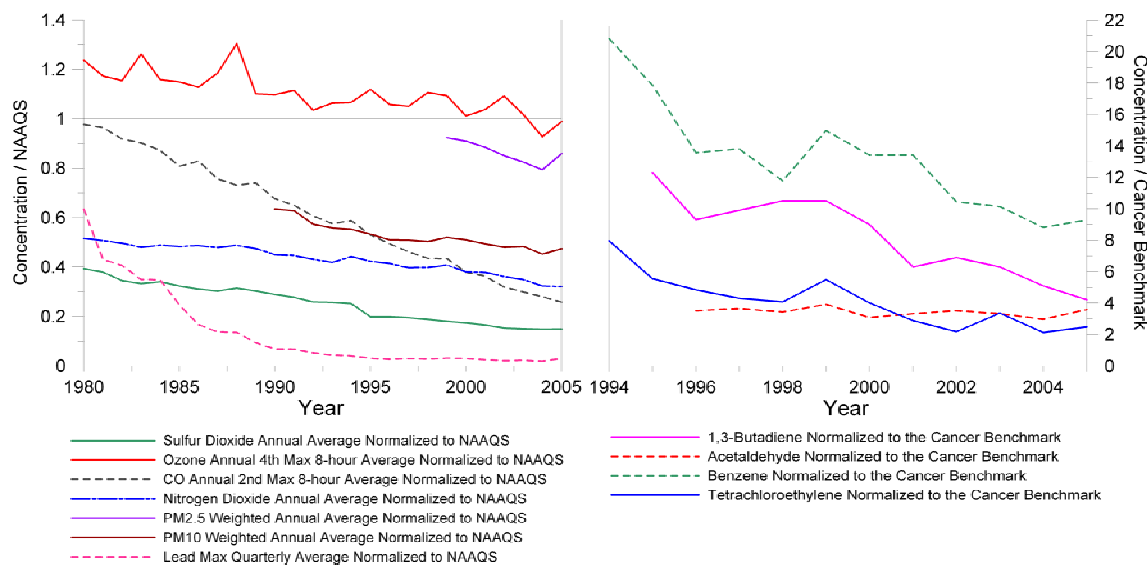 1.4
1.2
1
0.8
0.6
0.4
0.2
0
Concentration / NAAQS
1980 1985 1990 1995 2000 2005
Year
22
20
18
16
14
12
10
8
6
4
2
0
Concentration / Cancer Benchmark
1994 1996 1998 2000 2002 2004
Year
Sulfur Dioxide Annual Average Normalized to NAAQS
Ozone Annual 4th Max 8-hour Average Normalized to NAAQS
CO Annual 2nd Max 8-hour Average Normalized to NAAQS
Nitrogen Dioxide Annual Average Normalized to NAAQS
PM2.5 Weighted Annual Average Normalized to NAAQS
PM10 Weighted Annual Average Normalized to NAAQS
Lead Max Quarterly Average Normalized to NAAQS
1,3-Butadiene Normalized to the Cancer Benchmark
Acetaldehyde Normalized to the Cancer Benchmark
Benzene Normalized to the Cancer Benchmark
Tetrachloroethylene Normalized to the Cancer Benchmark